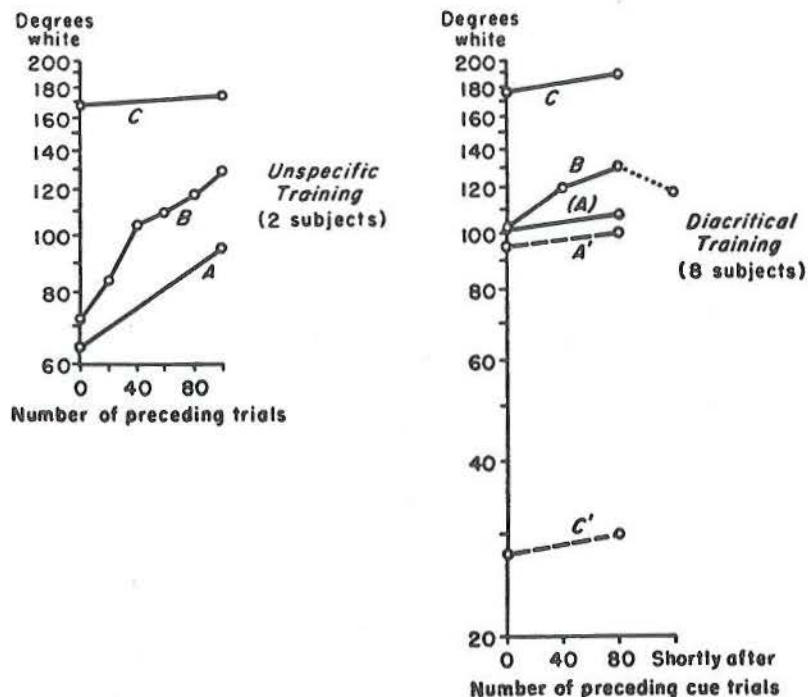 Degrees
white
200
180
160
140
120
100
80
60
0 40 80
Number of preceding trials
C
B
A
Unspecific
Training
(2 subjects)
Degrees
white
200
180
160
140
120
100
80
60
40
20
0 40 80 Shortly after
Number of preceding cue trials
C
B
(A)
A'
C'
Diacritical
Training
(8 subjects)